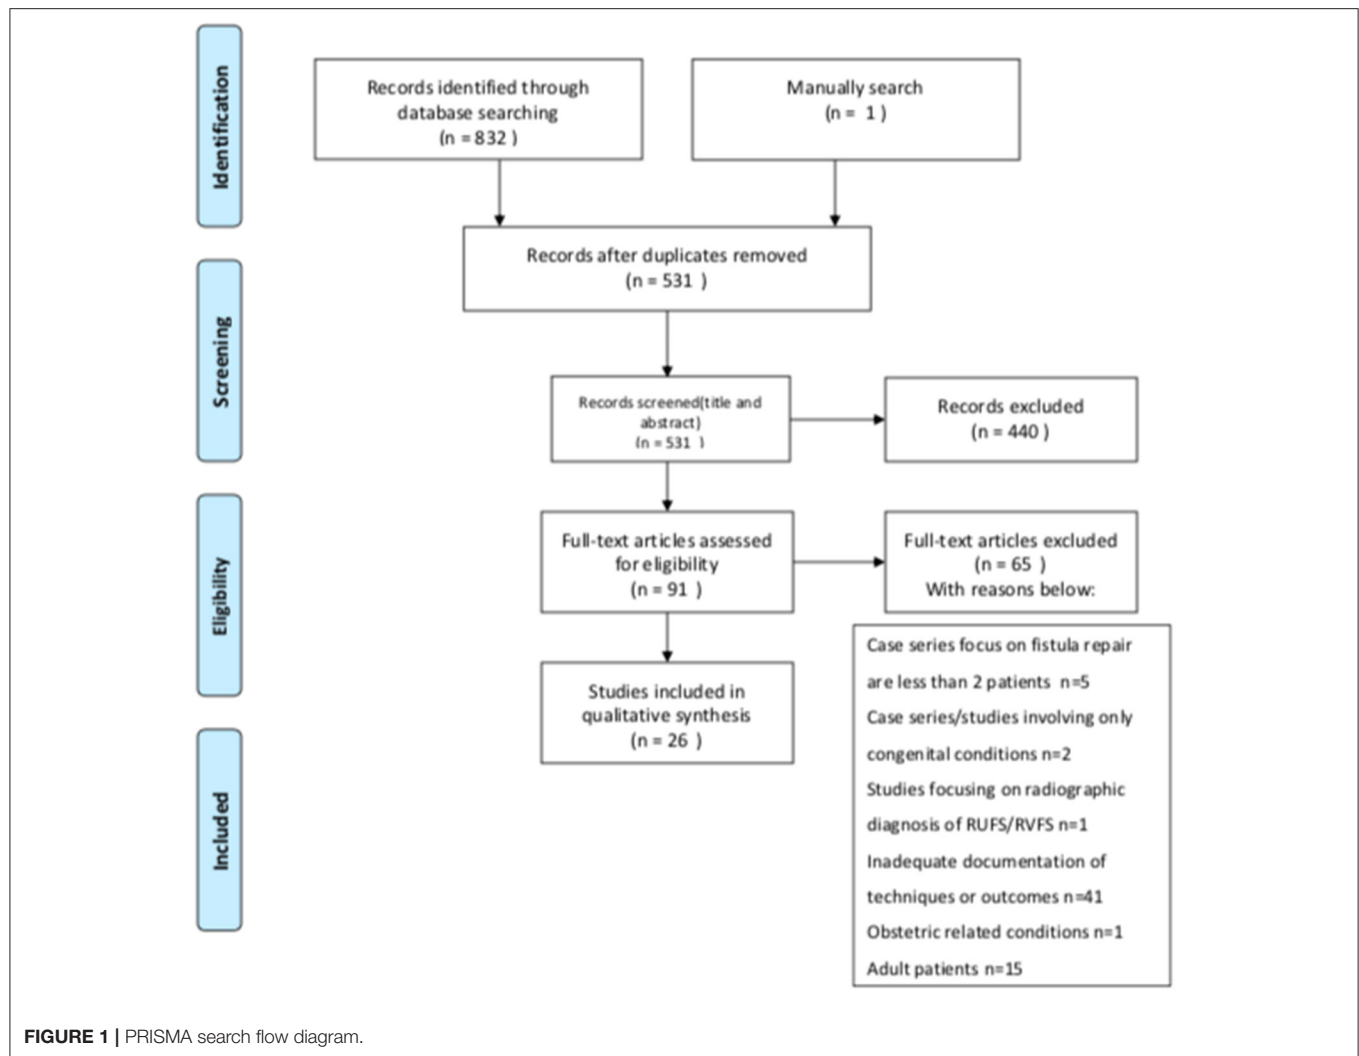 Identification
Records identified through
database searching
(n = 832 )
Manually search
(n = 1 )
Records after duplicates removed
(n = 531 )
Screening
Records screened(title and
abstract)
(n = 531 )
Records excluded
(n = 440 )
Eligibility
Full-text articles assessed
for eligibility
(n = 91 )
Full-text articles excluded
(n = 65 )
With reasons below:
Case series focus on fistula repair
are less than 2 patients n=5
Case series/studies involving only
congenital conditions n=2
Studies focusing on radiographic
diagnosis of RUFS/RVFS n=1
Inadequate documentation of
techniques or outcomes n=41
Obstetric related conditions n=1
Adult patients n=15
Included
Studies included in
qualitative synthesis
(n = 26 )
FIGURE 1 | PRISMA search flow diagram.